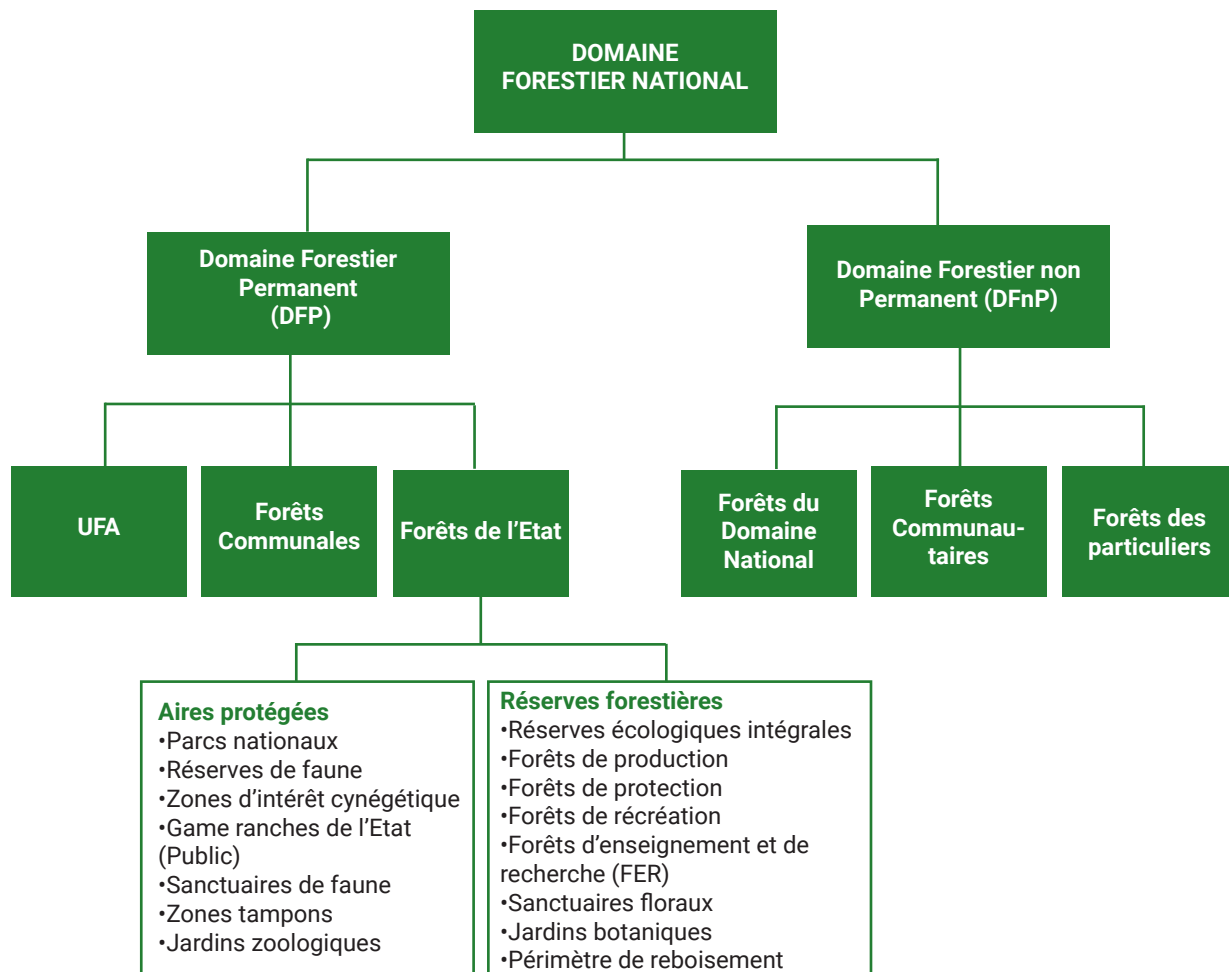 DOMAINE
FORESTIER NATIONAL
Domaine Forestier
Permanent
(DFP)
Domaine Forestier non
Permanent (DFnP)
UFA
Forêts
Communales
Forêts de l’Etat
Forêts du
Domaine
National
Forêts
Communau-
taires
Forêts des
particuliers
Aires protégées
•Parcs nationaux
•Réserves de faune
•Zones d’intérêt cynégétique
•Game ranches de l’Etat
(Public)
•Sanctuaires de faune
•Zones tampons
•Jardins zoologiques
Réserves forestières
•Réserves écologiques intégrales
•Forêts de production
•Forêts de protection
•Forêts de récréation
•Forêts d’enseignement et de
recherche (FER)
•Sanctuaires floraux
•Jardins botaniques
•Périmètre de reboisement